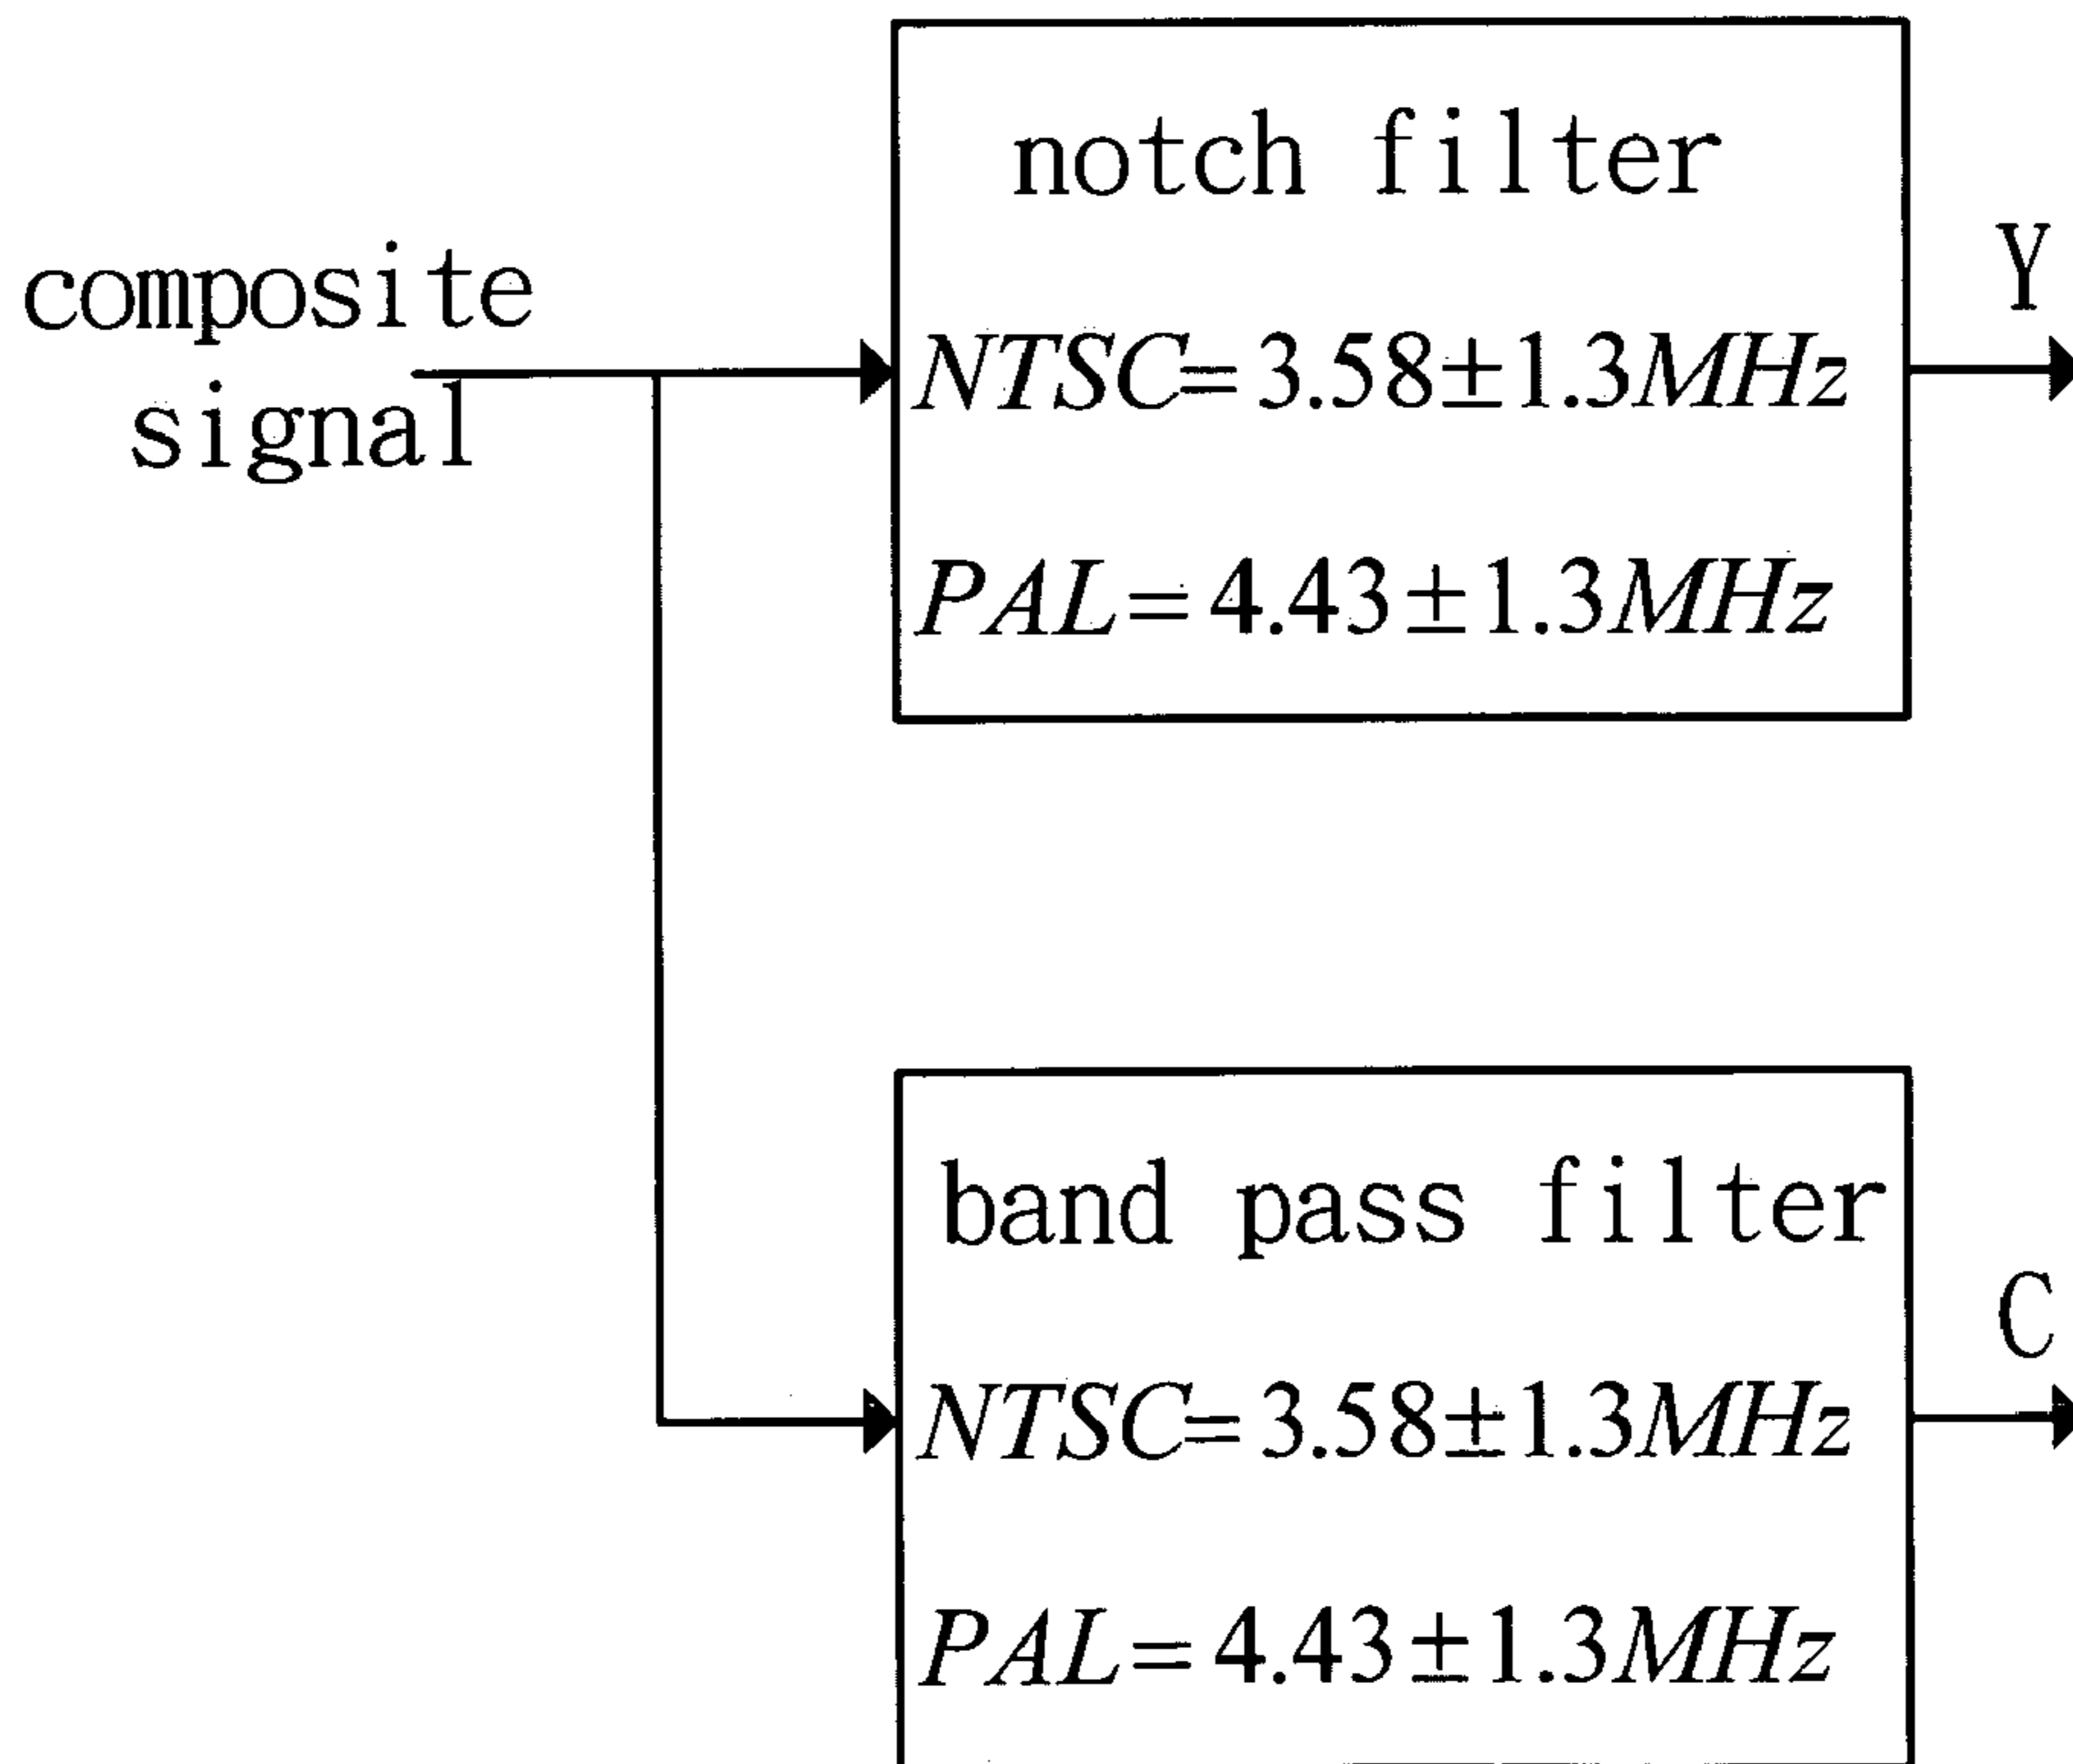 composite
signal
notch filter
NTSC=3.58±1.3MHz
PAL=4.43±1.3MHz
Y
band pass filter
NTSC=3.58±1.3MHz
PAL=4.43±1.3MHz
C